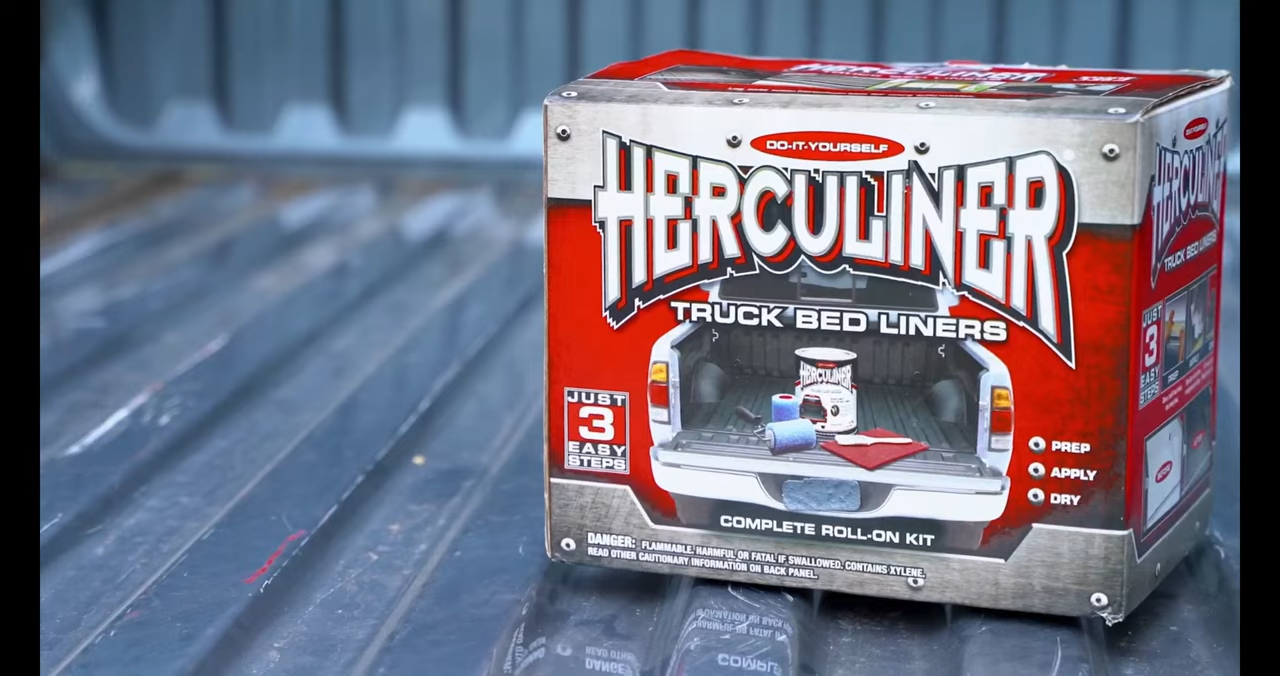 HERCULINER
DO-IT-YOURSELF
HERCULINER
TRUCK BED LINERS
HERCULINER
JUST
3
EASY
STEPS
PREP
APPLY
DRY
COMPLETE ROLL-ON KIT
DANGER: FLAMMABLE. HARMFUL OR FATAL IF SWALLOWED. CONTAINS XYLENE.
READ OTHER CAUTIONARY INFORMATION ON BACK PANEL.
HERCULINER
TRUCK BED LINERS
JUST
3
EASY
STEPS